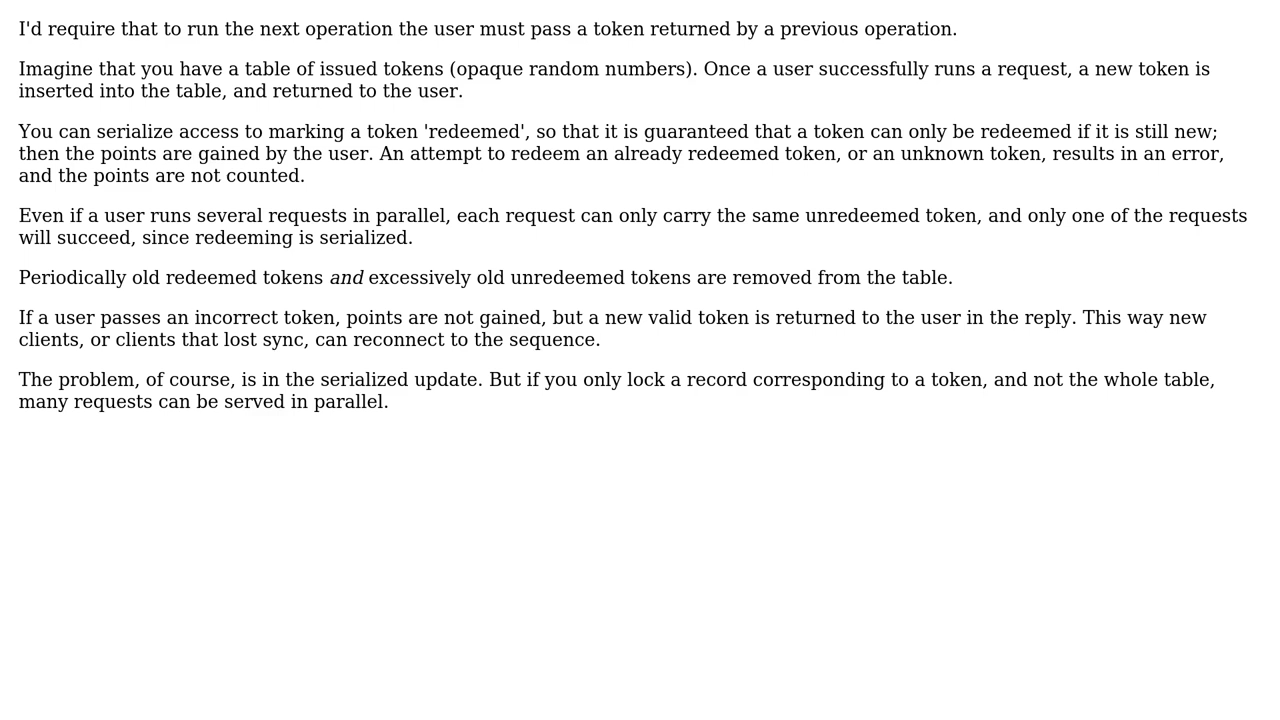 I'd require that to run the next operation the user must pass a token returned by a previous operation.
Imagine that you have a table of issued tokens (opaque random numbers). Once a user successfully runs a request, a new token is
inserted into the table, and returned to the user.
You can serialize access to marking a token 'redeemed', so that it is guaranteed that a token can only be redeemed if it is still new;
then the points are gained by the user. An attempt to redeem an already redeemed token, or an unknown token, results in an error,
and the points are not counted.
Even if a user runs several requests in parallel, each request can only carry the same unredeemed token, and only one of the requests
will succeed, since redeeming is serialized.
Periodically old redeemed tokens and excessively old unredeemed tokens are removed from the table.
If a user passes an incorrect token, points are not gained, but a new valid token is returned to the user in the reply. This way new
clients, or clients that lost sync, can reconnect to the sequence.
The problem, of course, is in the serialized update. But if you only lock a record corresponding to a token, and not the whole table,
many requests can be served in parallel.